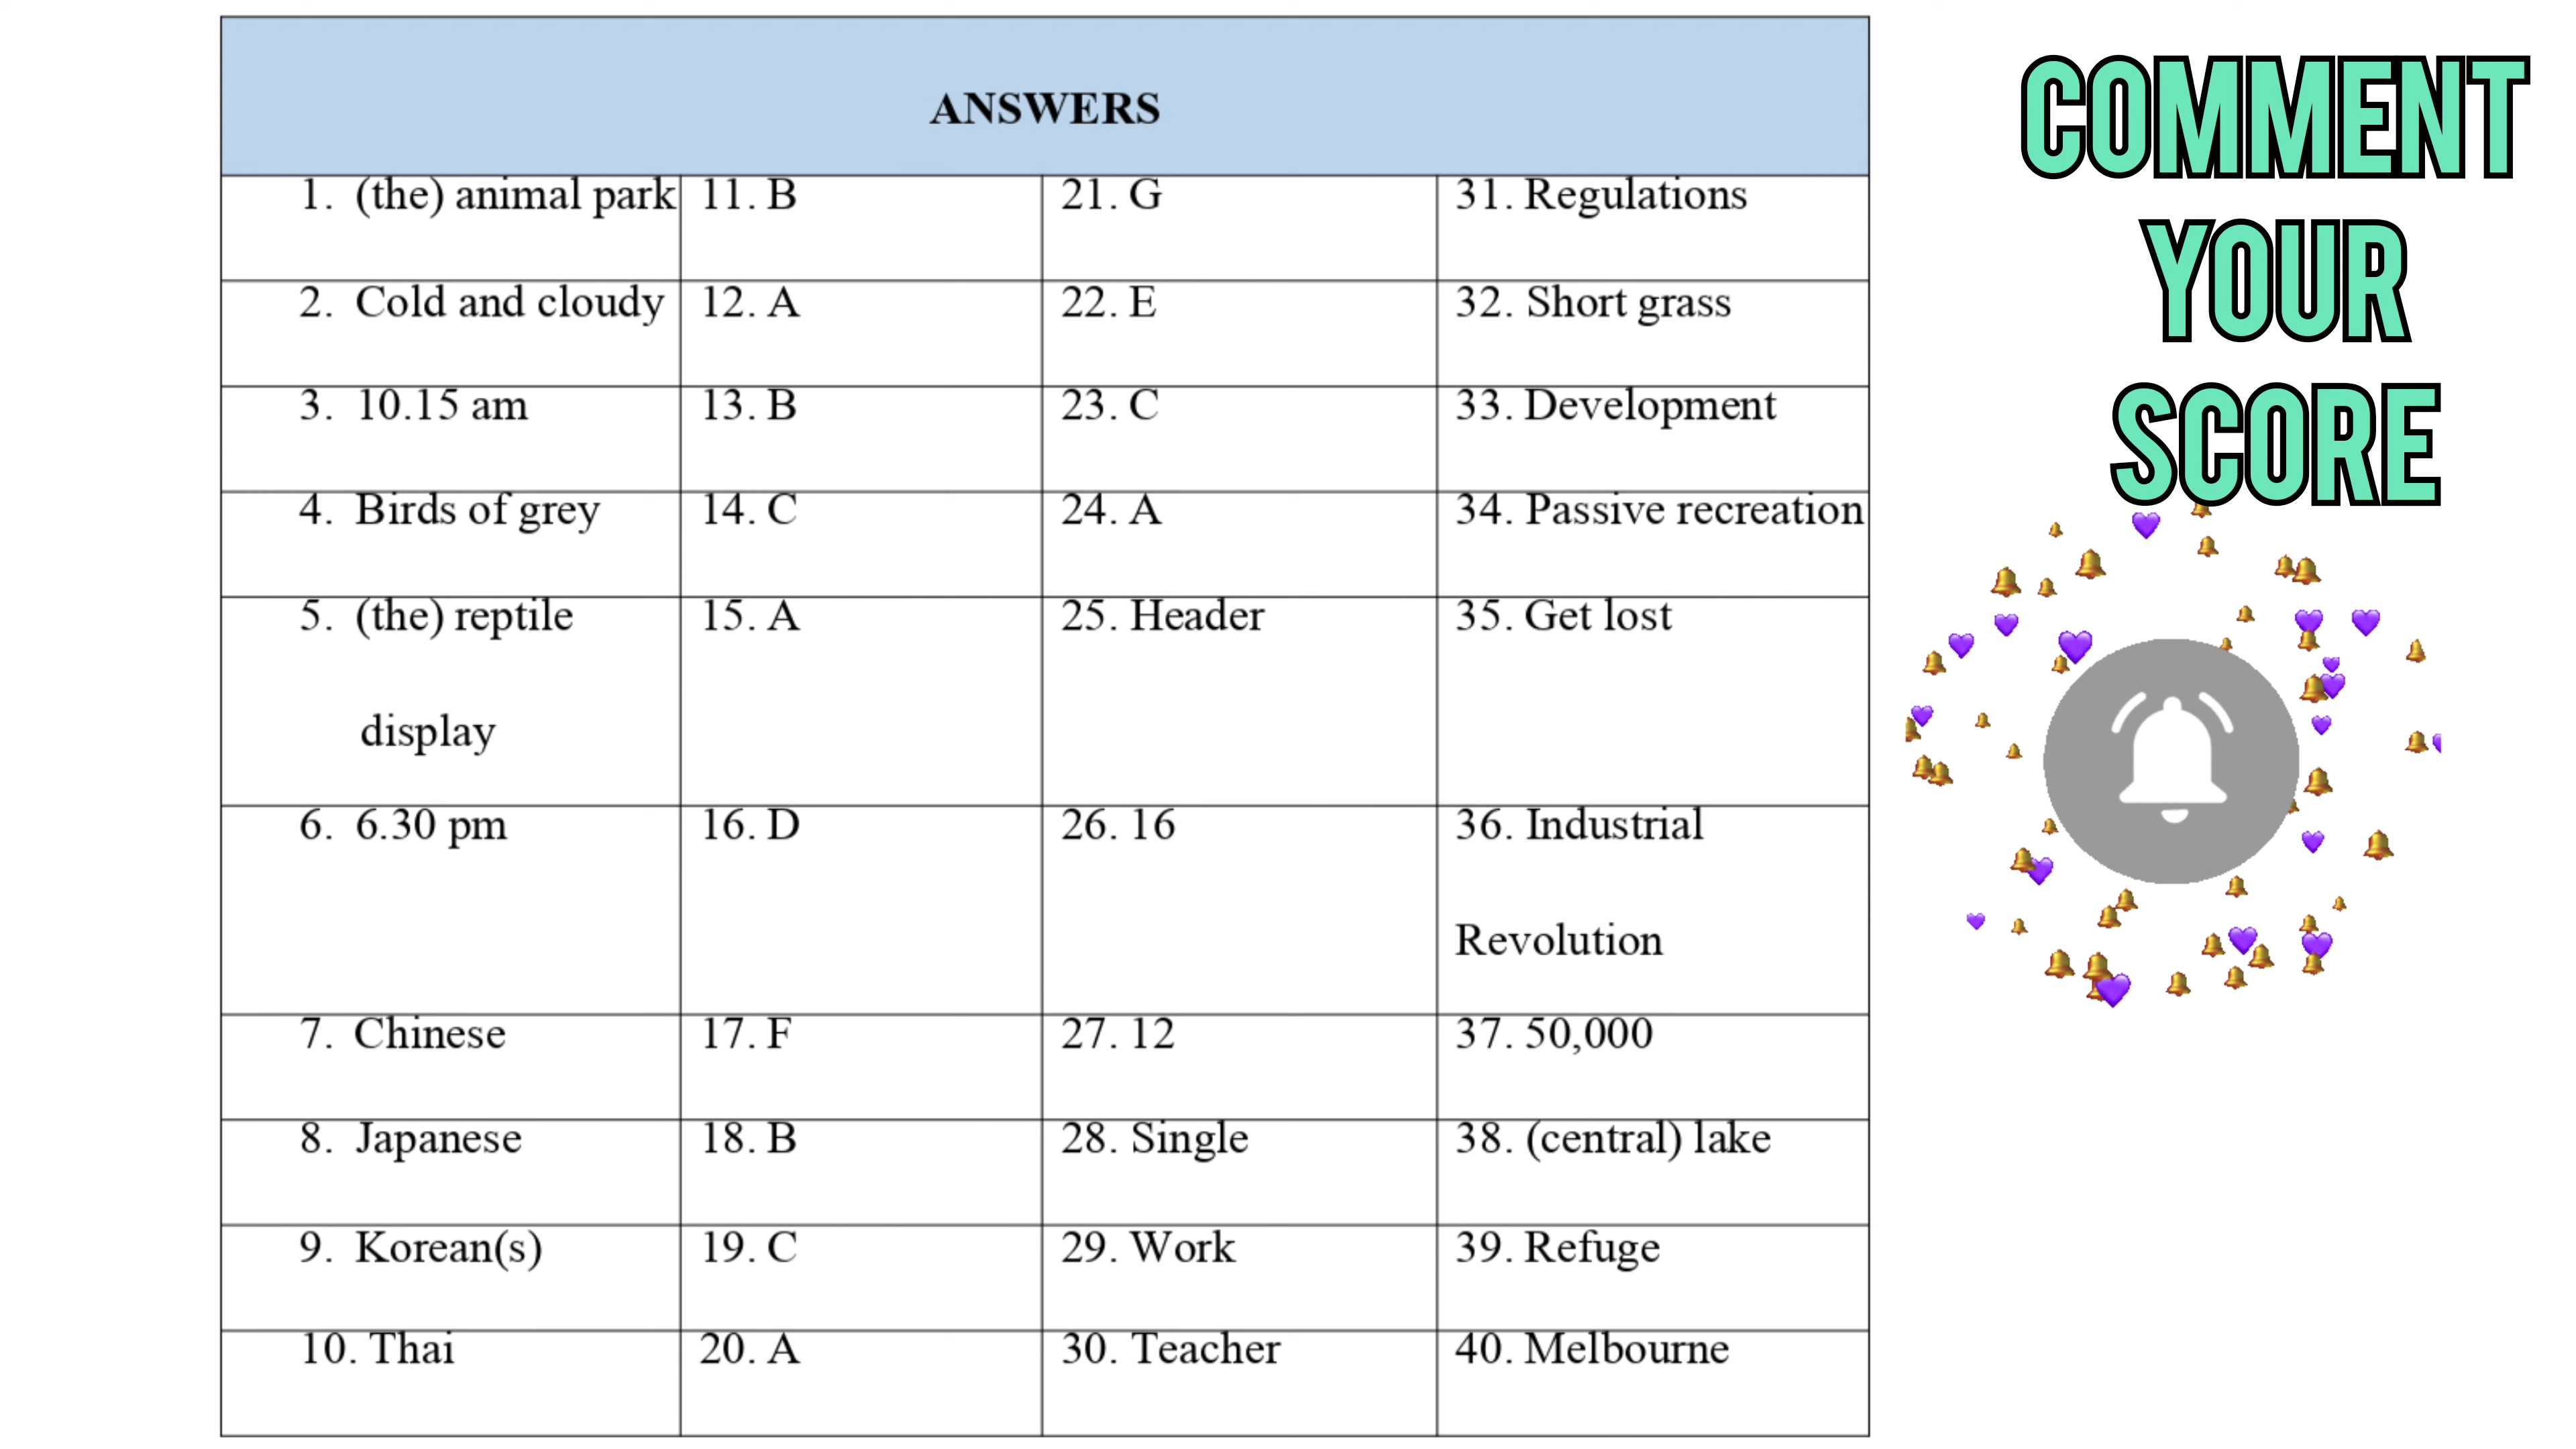 ANSWERS
1. (the) animal park 11. B 21. G 31. Regulations
2. Cold and cloudy 12. A 22. E 32. Short grass
3. 10.15 am 13. B 23. C 33. Development
4. Birds of grey 14. C 24. A 34. Passive recreation
5. (the) reptile 15. A 25. Header 35. Get lost
display
6. 6.30 pm 16. D 26. 16 36. Industrial
Revolution
7. Chinese 17. F 27. 12 37. 50,000
8. Japanese 18. B 28. Single 38. (central) lake
9. Korean(s) 19. C 29. Work 39. Refuge
10. Thai 20. A 30. Teacher 40. Melbourne
COMMENT
YOUR
SCORE